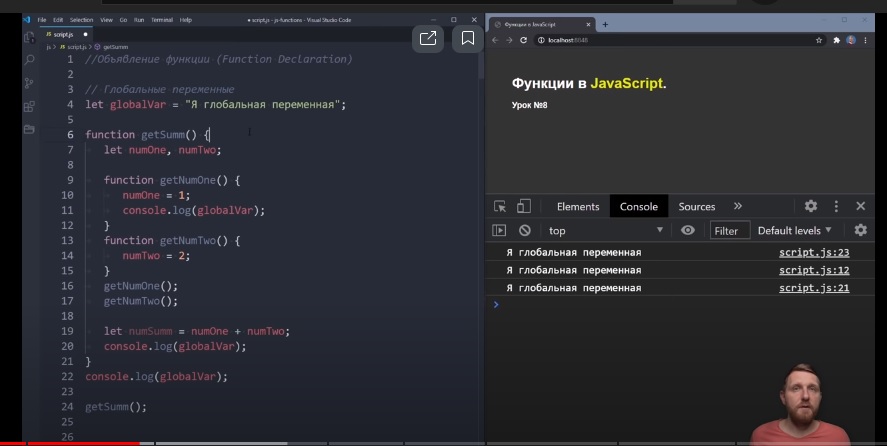 File Edit Selection View Go Run Terminal Help
● script.js - js-functions - Visual Studio Code
JS script.js ●
js > JS script.js > getSumm
1 //Объявление функции (Function Declaration)
2
3 // Глобальные переменные
4 let globalVar = "Я глобальная переменная";
5
6 function getSumm() {
7 let numOne, numTwo;
8
9 function getNumOne() {
10 numOne = 1;
11 console.log(globalVar);
12 }
13 function getNumTwo() {
14 numTwo = 2;
15 }
16 getNumOne();
17 getNumTwo();
18
19 let numSumm = numOne + numTwo;
20 console.log(globalVar);
21 }
22 console.log(globalVar);
23
24 getSumm();
25
26
Функции в JavaScript
localhost
Функции в JavaScript.
Урок №8
Elements Console Sources »
top Filter Default levels
Я глобальная переменная script.js:23
Я глобальная переменная script.js:12
Я глобальная переменная script.js:21